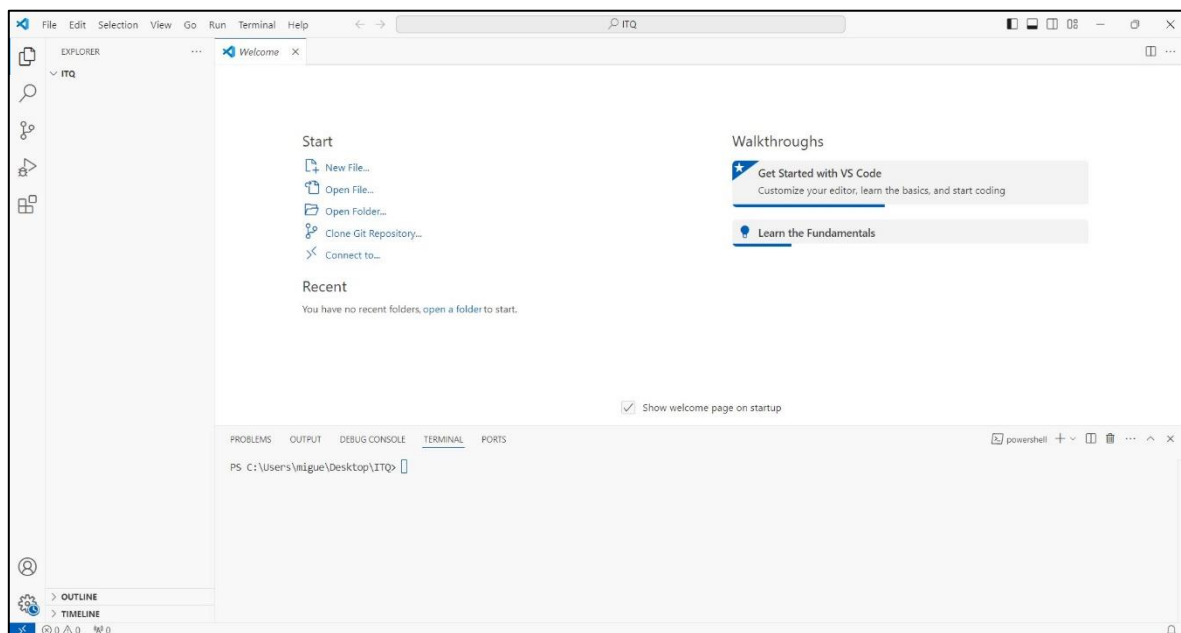 File Edit Selection View Go Run Terminal Help
ITQ
EXPLORER
ITQ
Welcome
Start
New File...
Open File...
Open Folder...
Clone Git Repository...
Connect to...
Recent
You have no recent folders, open a folder to start.
Walkthroughs
Get Started with VS Code
Customize your editor, learn the basics, and start coding
Learn the Fundamentals
Show welcome page on startup
PROBLEMS OUTPUT DEBUG CONSOLE TERMINAL PORTS
powershell
PS C:\Users\migue\Desktop\ITQ>
OUTLINE
TIMELINE
0 0 0